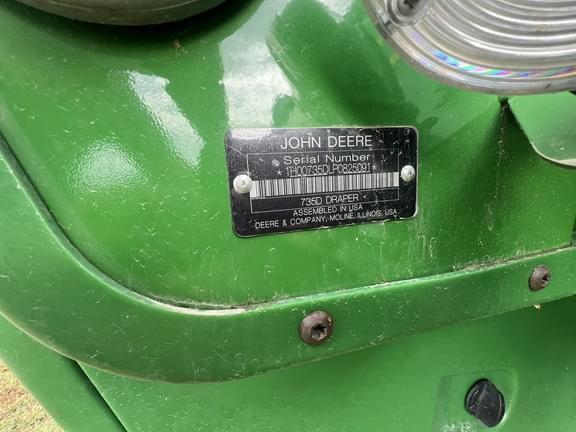 JOHN DEERE
Serial Number
*1H00735DLP0825091*
735D DRAPER
ASSEMBLED IN USA
DEERE & COMPANY, MOLINE, ILLINOIS, USA